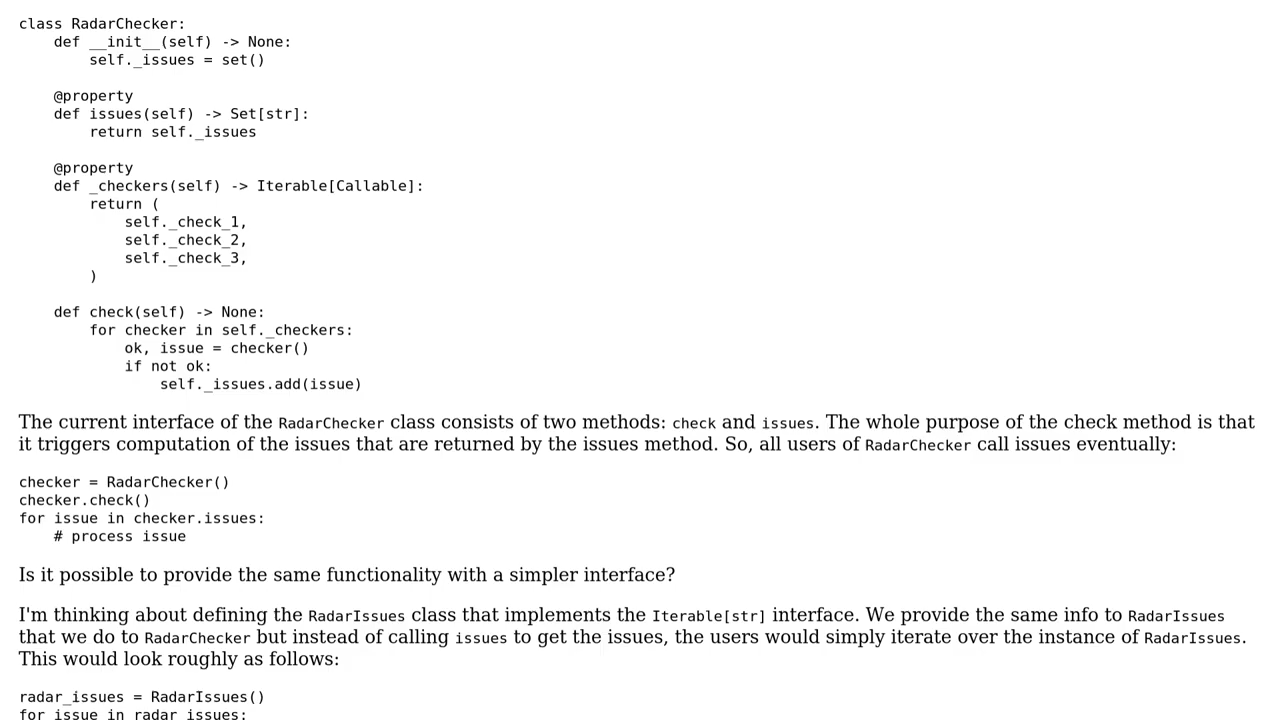 class RadarChecker:
    def __init__(self) -> None:
        self._issues = set()

    @property
    def issues(self) -> Set[str]:
        return self._issues

    @property
    def _checkers(self) -> Iterable[Callable]:
        return (
            self._check_1,
            self._check_2,
            self._check_3,
        )

    def check(self) -> None:
        for checker in self._checkers:
            ok, issue = checker()
            if not ok:
                self._issues.add(issue)

The current interface of the RadarChecker class consists of two methods: check and issues. The whole purpose of the check method is that
it triggers computation of the issues that are returned by the issues method. So, all users of RadarChecker call issues eventually:

checker = RadarChecker()
checker.check()
for issue in checker.issues:
    # process issue

Is it possible to provide the same functionality with a simpler interface?

I'm thinking about defining the RadarIssues class that implements the Iterable[str] interface. We provide the same info to RadarIssues
that we do to RadarChecker but instead of calling issues to get the issues, the users would simply iterate over the instance of RadarIssues.
This would look roughly as follows:

radar_issues = RadarIssues()
for issue in radar_issues: